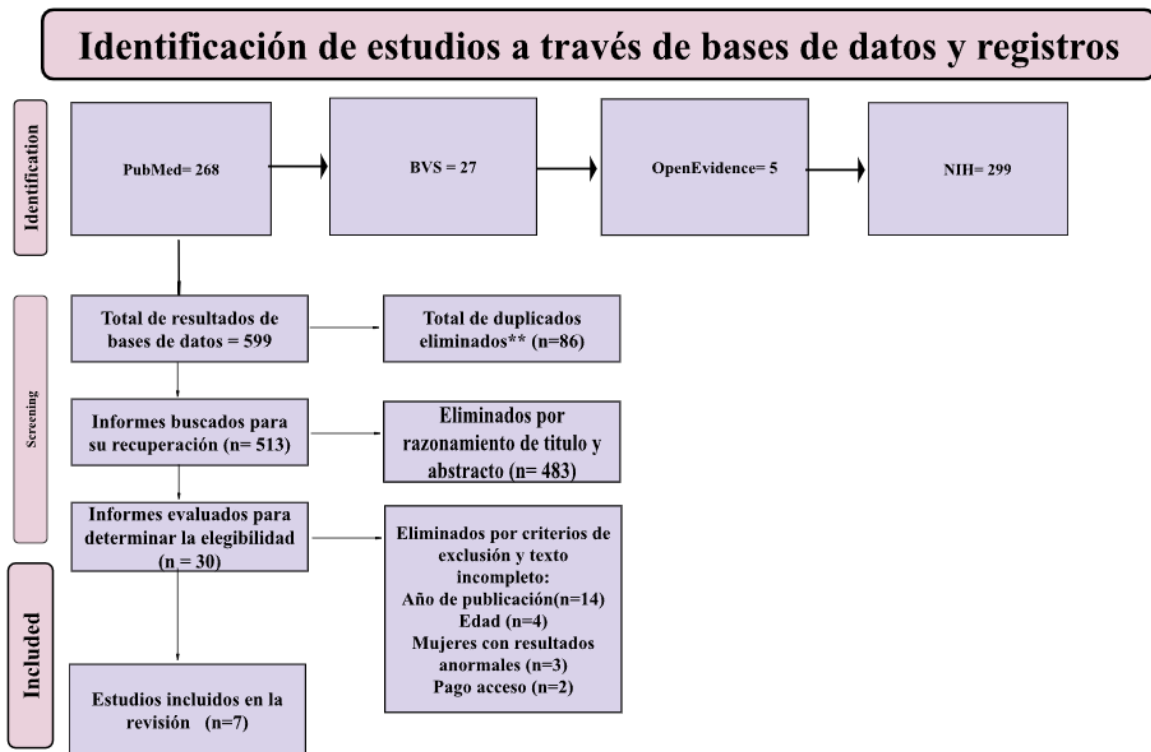 Identificación de estudios a través de bases de datos y registros
Identification
PubMed= 268
BVS = 27
OpenEvidence= 5
NIH= 299
Screening
Total de resultados de
bases de datos = 599
Total de duplicados
eliminados** (n=86)
Informes buscados para
su recuperación (n= 513)
Eliminados por
razonamiento de titulo y
abstracto (n= 483)
Informes evaluados para
determinar la elegibilidad
(n = 30)
Eliminados por criterios de
exclusión y texto
incompleto:
Año de publicación(n=14)
Edad (n=4)
Mujeres con resultados
anormales (n=3)
Pago acceso (n=2)
Included
Estudios incluidos en la
revisión (n=7)